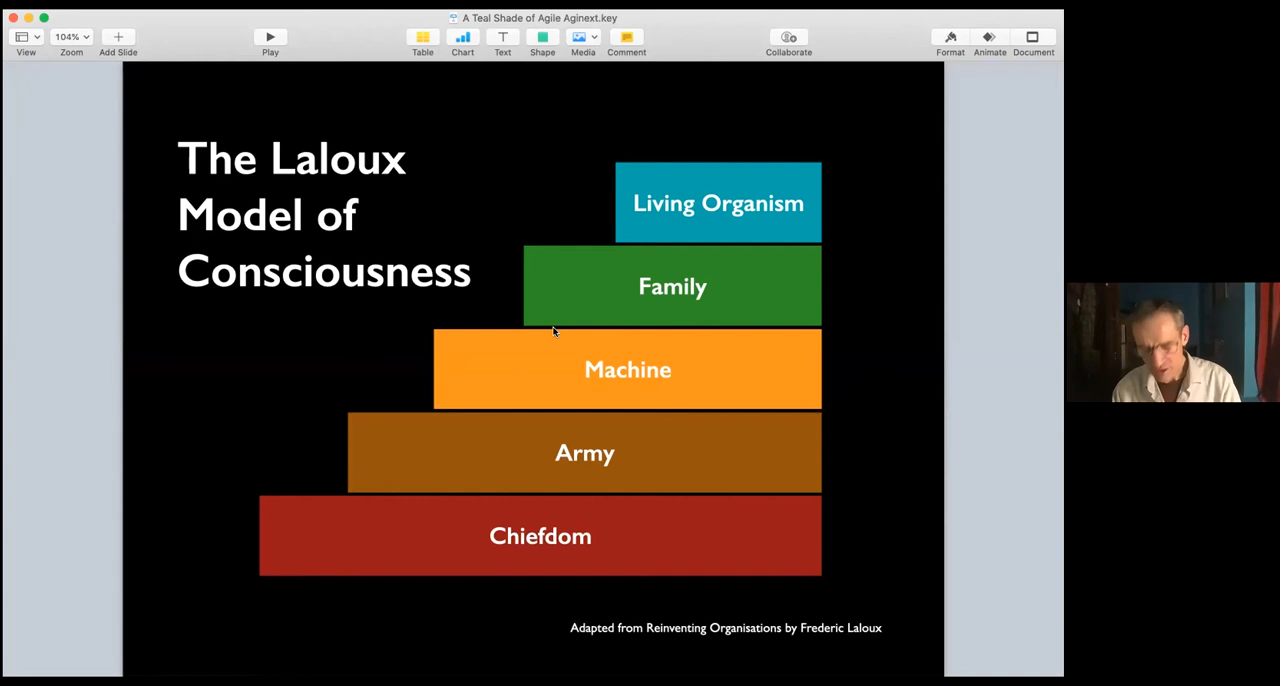 A Teal Shade of Agile Aginext.key
104%
View
Zoom
Add Slide
Play
Table
Chart
Text
Shape
Media
Comment
Collaborate
Format
Animate
Document
The Laloux
Model of
Consciousness
Living Organism
Family
Machine
Army
Chiefdom
Adapted from Reinventing Organisations by Frederic Laloux